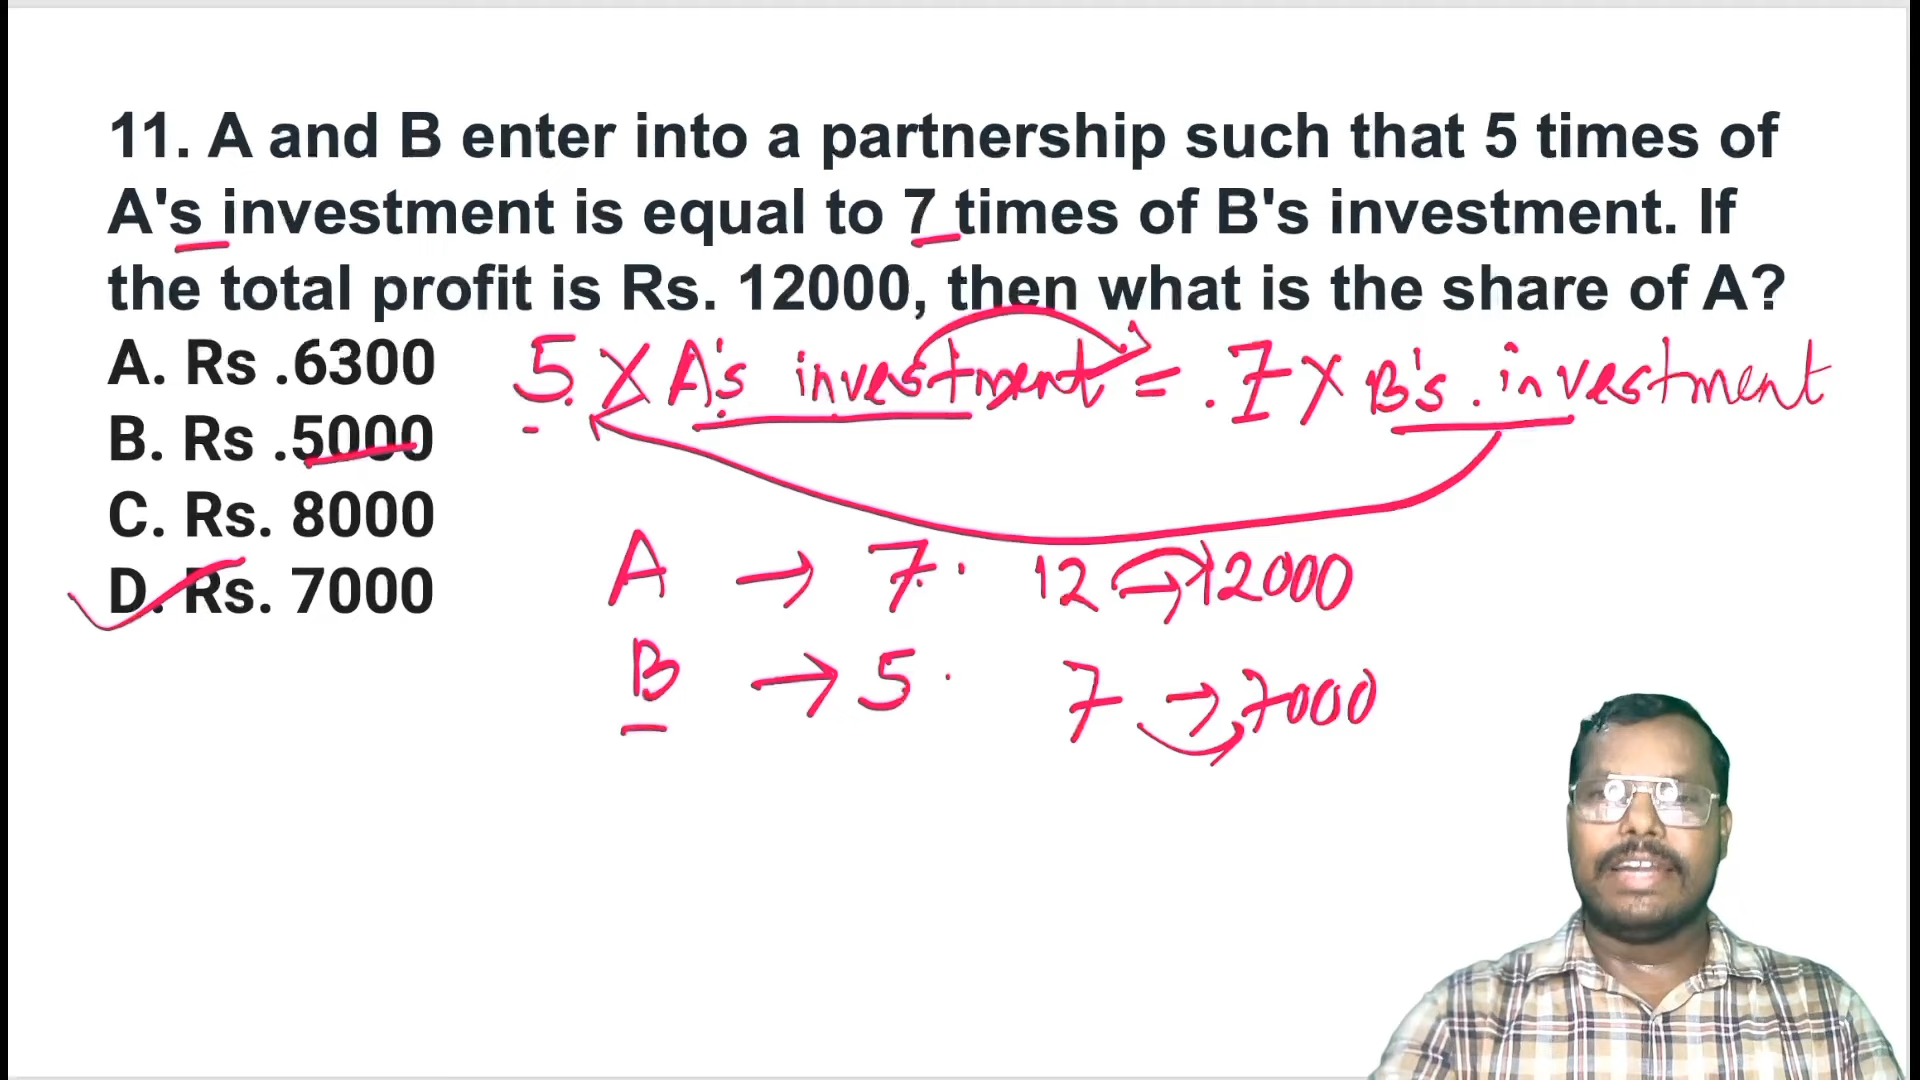 11. A and B enter into a partnership such that 5 times of
A's investment is equal to 7 times of B's investment. If
the total profit is Rs. 12000, then what is the share of A?
A. Rs .6300
5 X A's investment = 7 X B's investment
B. Rs .5000
C. Rs. 8000
A → 7 12 → 12000
D. Rs. 7000
B → 5 7 → 7000